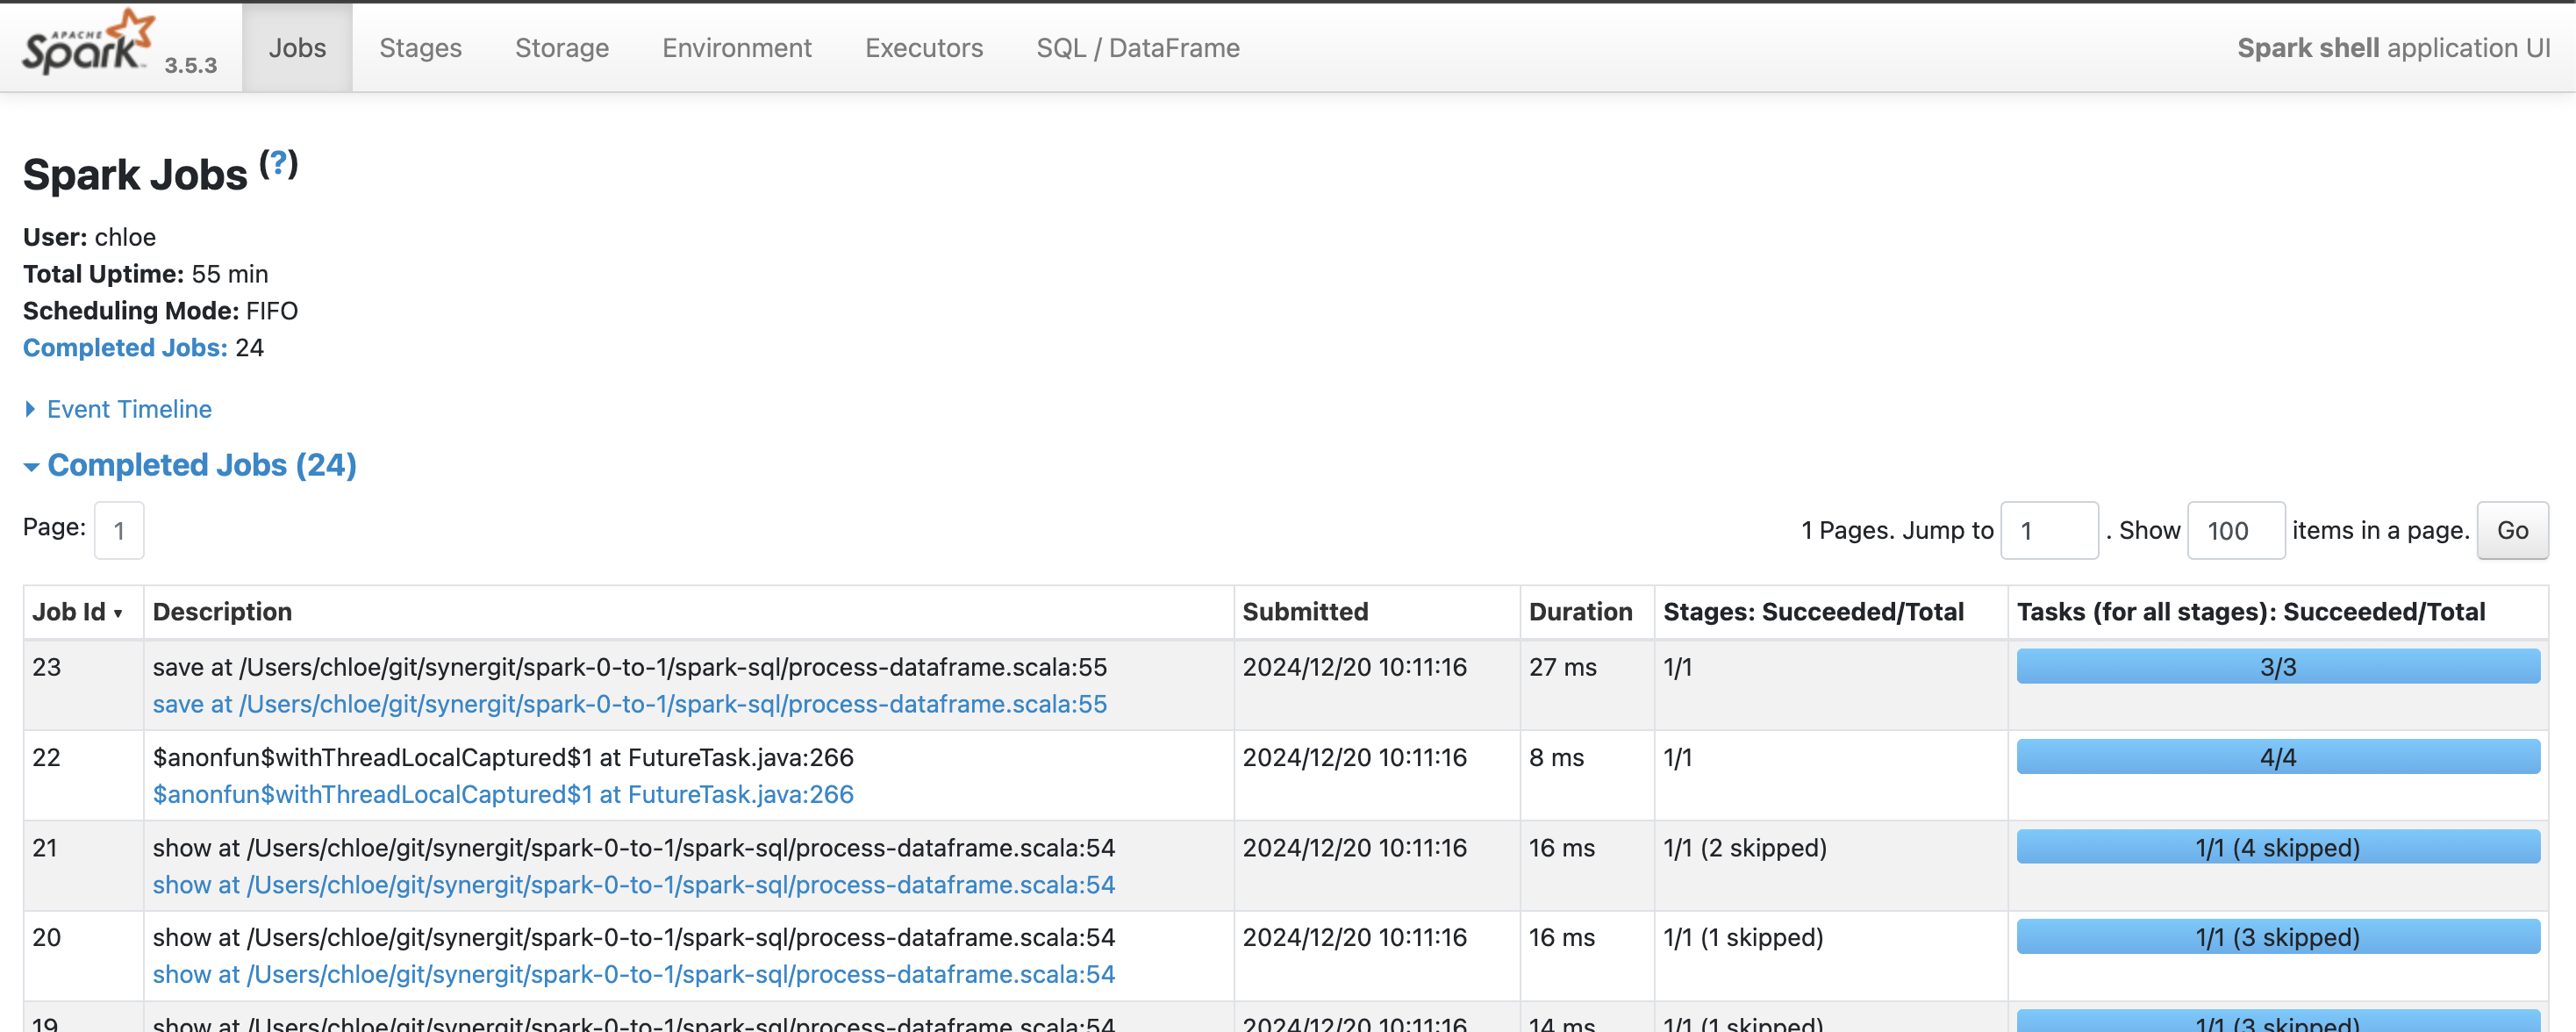 APACHE Spark 3.5.3 Jobs Stages Storage Environment Executors SQL / DataFrame Spark shell application UI
Spark Jobs (?)
User: chloe
Total Uptime: 55 min
Scheduling Mode: FIFO
Completed Jobs: 24
Event Timeline
Completed Jobs (24)
Page: 1 1 Pages. Jump to 1 . Show 100 items in a page. Go
Job Id ▾ Description Submitted Duration Stages: Succeeded/Total Tasks (for all stages): Succeeded/Total
23 save at /Users/chloe/git/synergit/spark-0-to-1/spark-sql/process-dataframe.scala:55 2024/12/20 10:11:16 27 ms 1/1 3/3
save at /Users/chloe/git/synergit/spark-0-to-1/spark-sql/process-dataframe.scala:55
22 $anonfun$withThreadLocalCaptured$1 at FutureTask.java:266 2024/12/20 10:11:16 8 ms 1/1 4/4
$anonfun$withThreadLocalCaptured$1 at FutureTask.java:266
21 show at /Users/chloe/git/synergit/spark-0-to-1/spark-sql/process-dataframe.scala:54 2024/12/20 10:11:16 16 ms 1/1 (2 skipped) 1/1 (4 skipped)
show at /Users/chloe/git/synergit/spark-0-to-1/spark-sql/process-dataframe.scala:54
20 show at /Users/chloe/git/synergit/spark-0-to-1/spark-sql/process-dataframe.scala:54 2024/12/20 10:11:16 16 ms 1/1 (1 skipped) 1/1 (3 skipped)
show at /Users/chloe/git/synergit/spark-0-to-1/spark-sql/process-dataframe.scala:54
19 show at /Users/chloe/git/synergit/spark-0-to-1/spark-sql/process-dataframe.scala:54 2024/12/20 10:11:16 14 ms 1/1 (1 skipped) 1/1 (3 skipped)